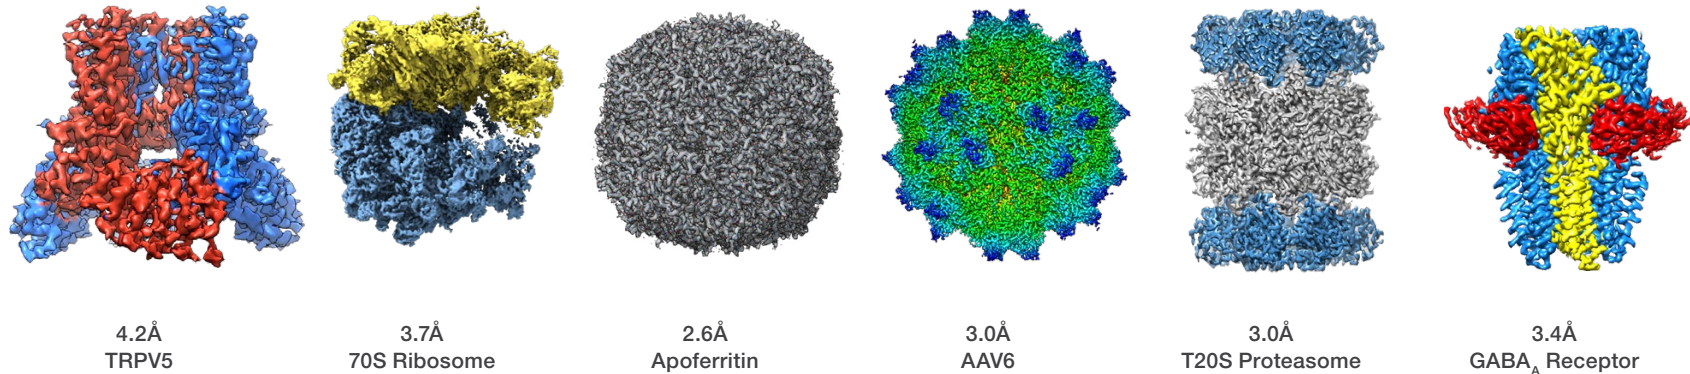 4.2Å
TRPV5
3.7Å
70S Ribosome
2.6Å
Apoferritin
3.0Å
AAV6
3.0Å
T20S Proteasome
3.4Å
GABA_A Receptor